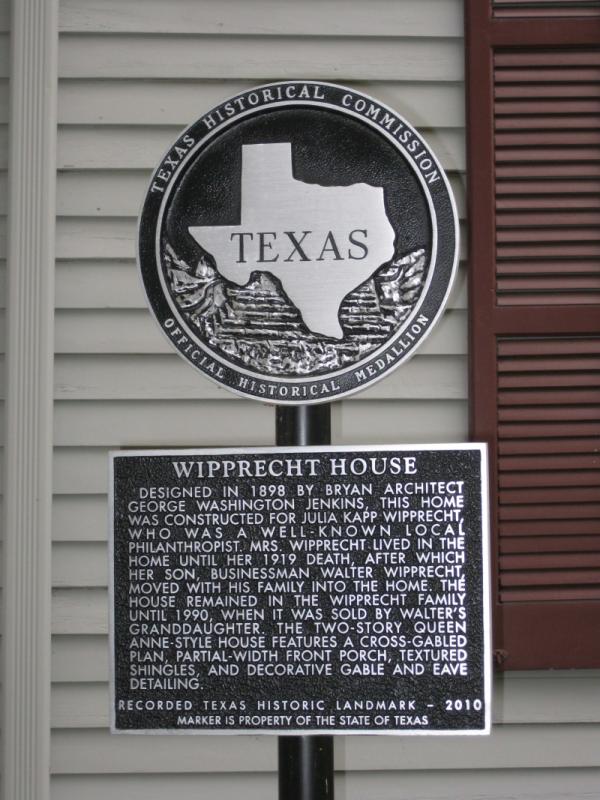 TEXAS HISTORICAL COMMISSION
TEXAS
OFFICIAL HISTORICAL MEDALLION
WIPPRECHT HOUSE
DESIGNED IN 1898 BY BRYAN ARCHITECT
GEORGE WASHINGTON JENKINS, THIS HOME
WAS CONSTRUCTED FOR JULIA KAPP WIPPRECHT,
WHO WAS A WELL-KNOWN LOCAL
PHILANTHROPIST. MRS. WIPPRECHT LIVED IN THE
HOME UNTIL HER 1919 DEATH, AFTER WHICH
HER SON, BUSINESSMAN WALTER WIPPRECHT,
MOVED WITH HIS FAMILY INTO THE HOME. THE
HOUSE REMAINED IN THE WIPPRECHT FAMILY
UNTIL 1990, WHEN IT WAS SOLD BY WALTER'S
GRANDDAUGHTER. THE TWO-STORY QUEEN
ANNE-STYLE HOUSE FEATURES A CROSS-GABLED
PLAN, PARTIAL-WIDTH FRONT PORCH, TEXTURED
SHINGLES, AND DECORATIVE GABLE AND EAVE
DETAILING.
RECORDED TEXAS HISTORIC LANDMARK – 2010
MARKER IS PROPERTY OF THE STATE OF TEXAS